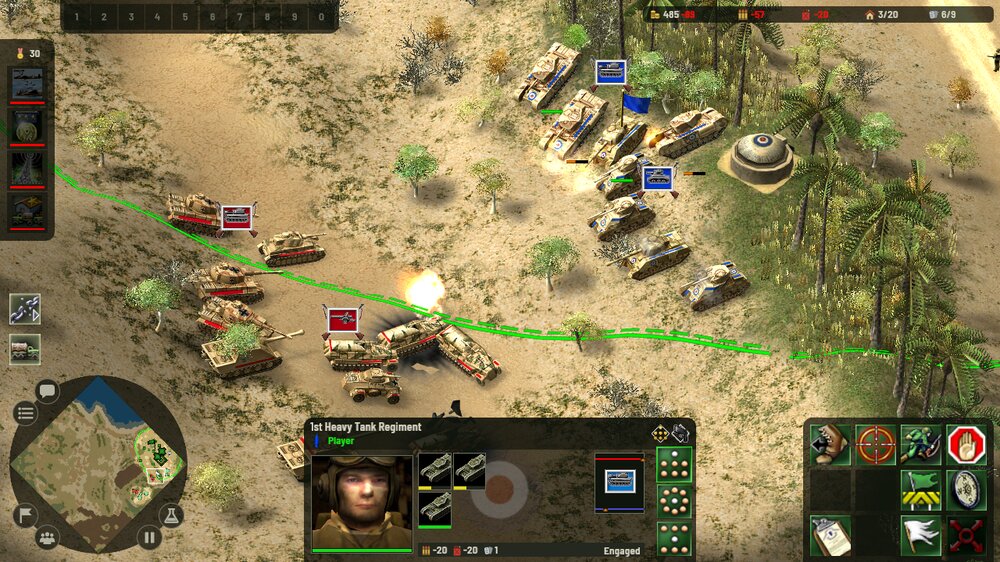 1 2 3 4 5 6 7 8 9 0
485 -89 -57 -20 3/20 6/9
30
1st Heavy Tank Regiment
Player
-20 -20 1 Engaged